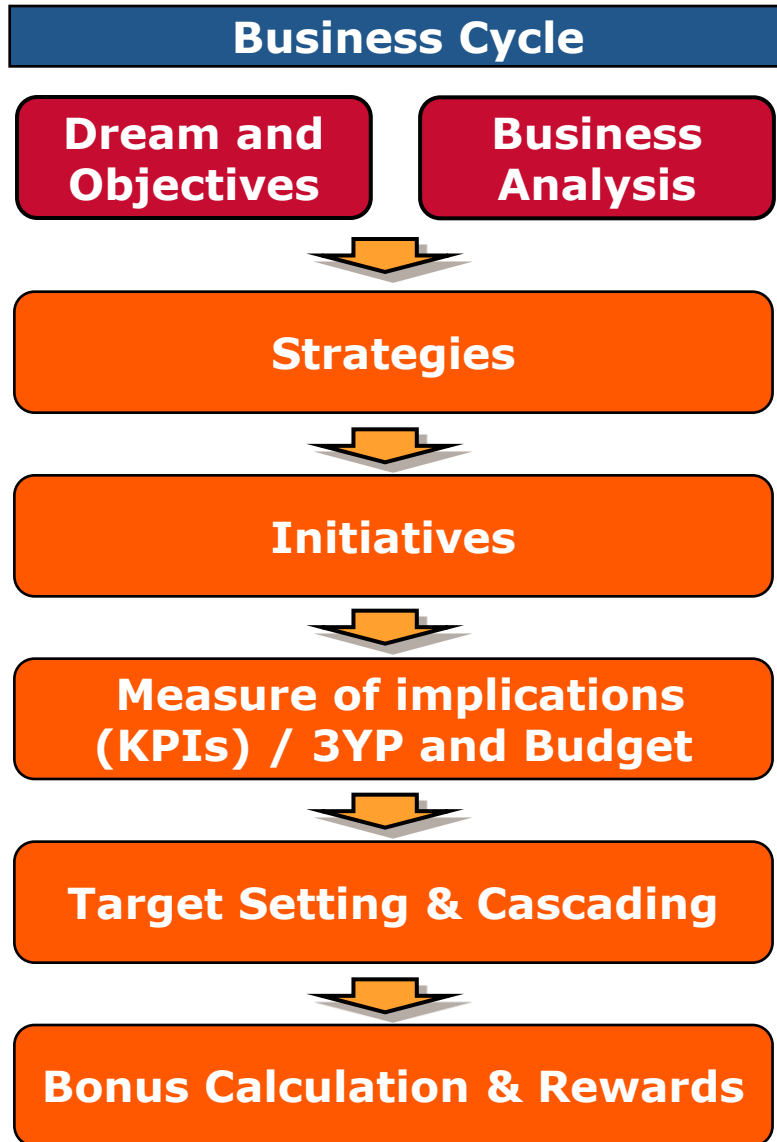 Business Cycle
Dream and
Objectives
Business
Analysis
Strategies
Initiatives
Measure of implications
(KPIs) / 3YP and Budget
Target Setting & Cascading
Bonus Calculation & Rewards